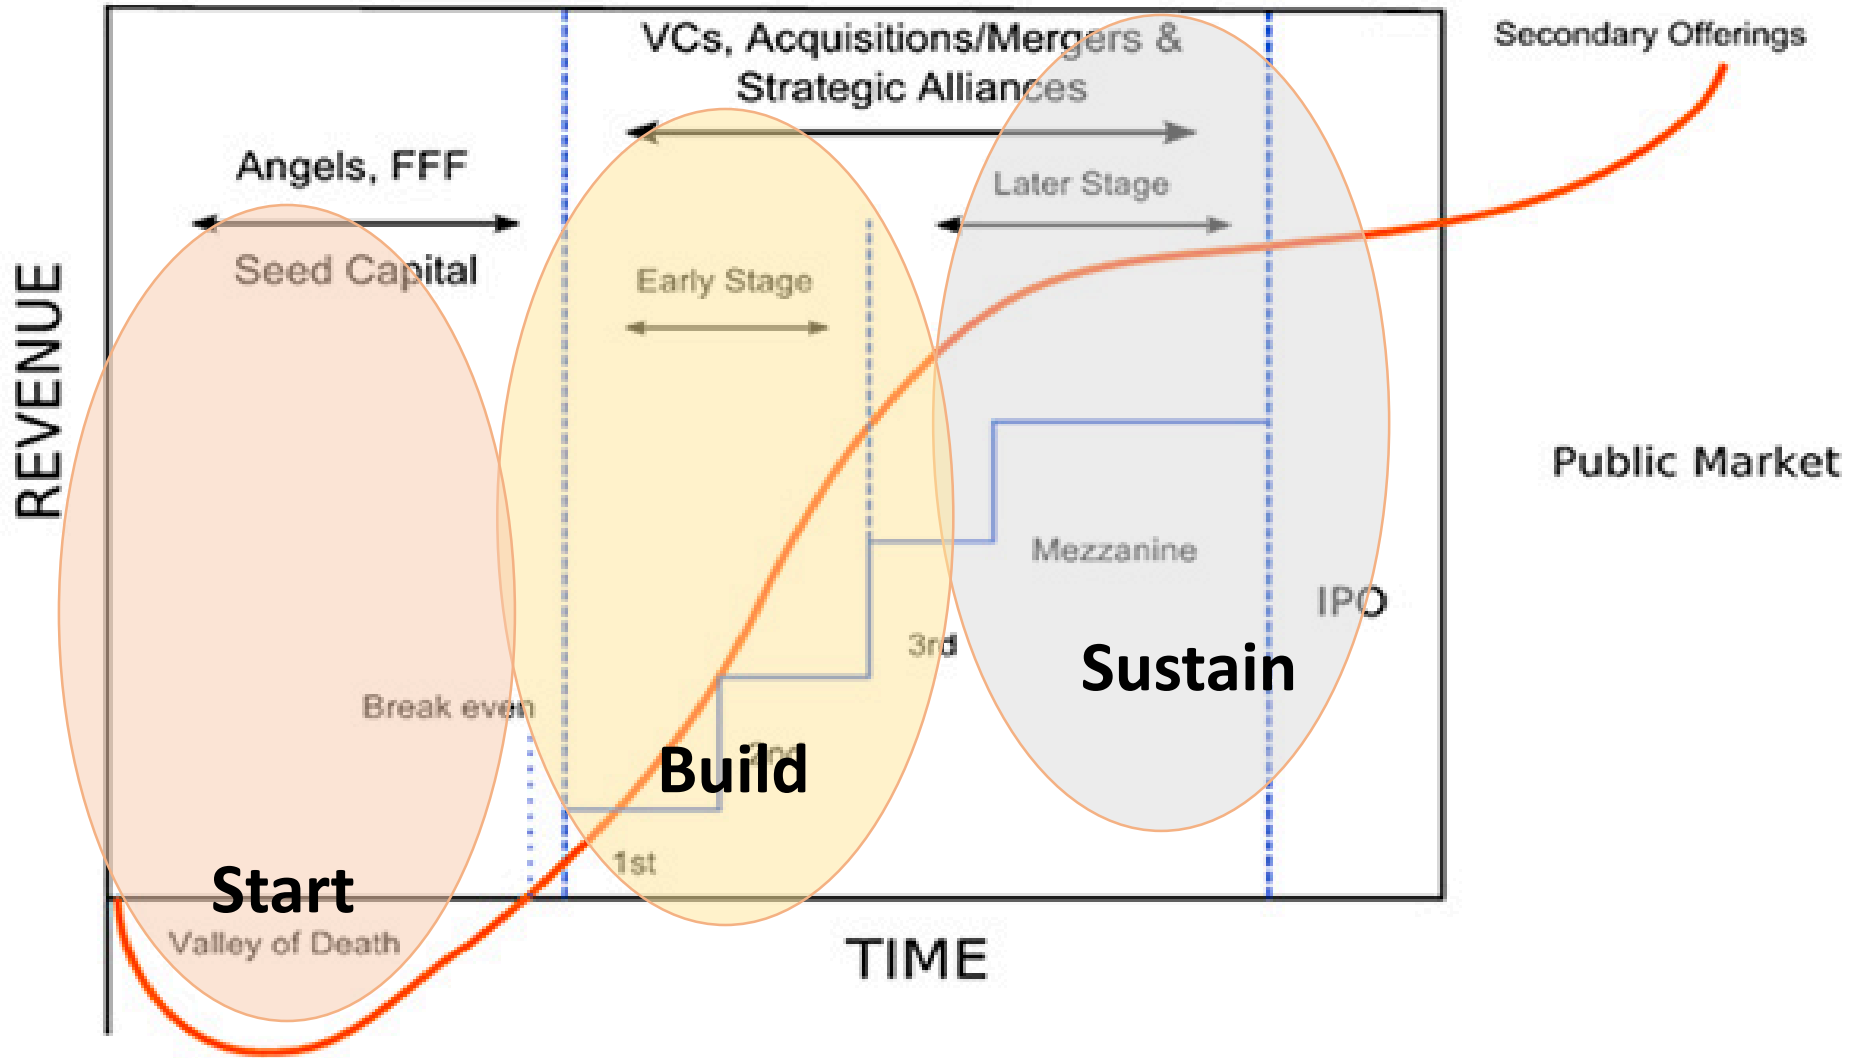 VCs, Acquisitions/Mergers &
Strategic Alliances
Secondary Offerings
Angels, FFF
Seed Capital
Later Stage
Early Stage
REVENUE
Public Market
Mezzanine
IPO
3rd
Sustain
Break even
2nd
Build
1st
Start
Valley of Death
TIME